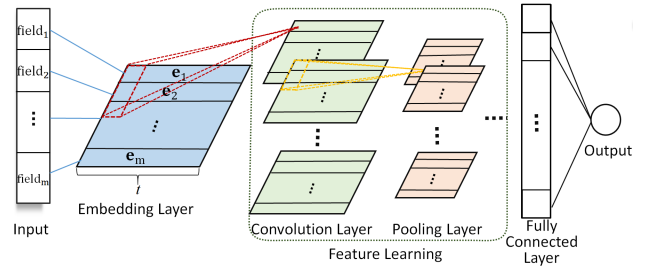 field₁
field₂
⋮
fieldₘ
Input
e₁
e₂
⋮
eₘ
t
Embedding Layer
⋮
⋮
⋮
⋮
Convolution Layer
⋮
⋮
⋮
⋮
Pooling Layer
Feature Learning
...
⋮
Fully
Connected
Layer
Output